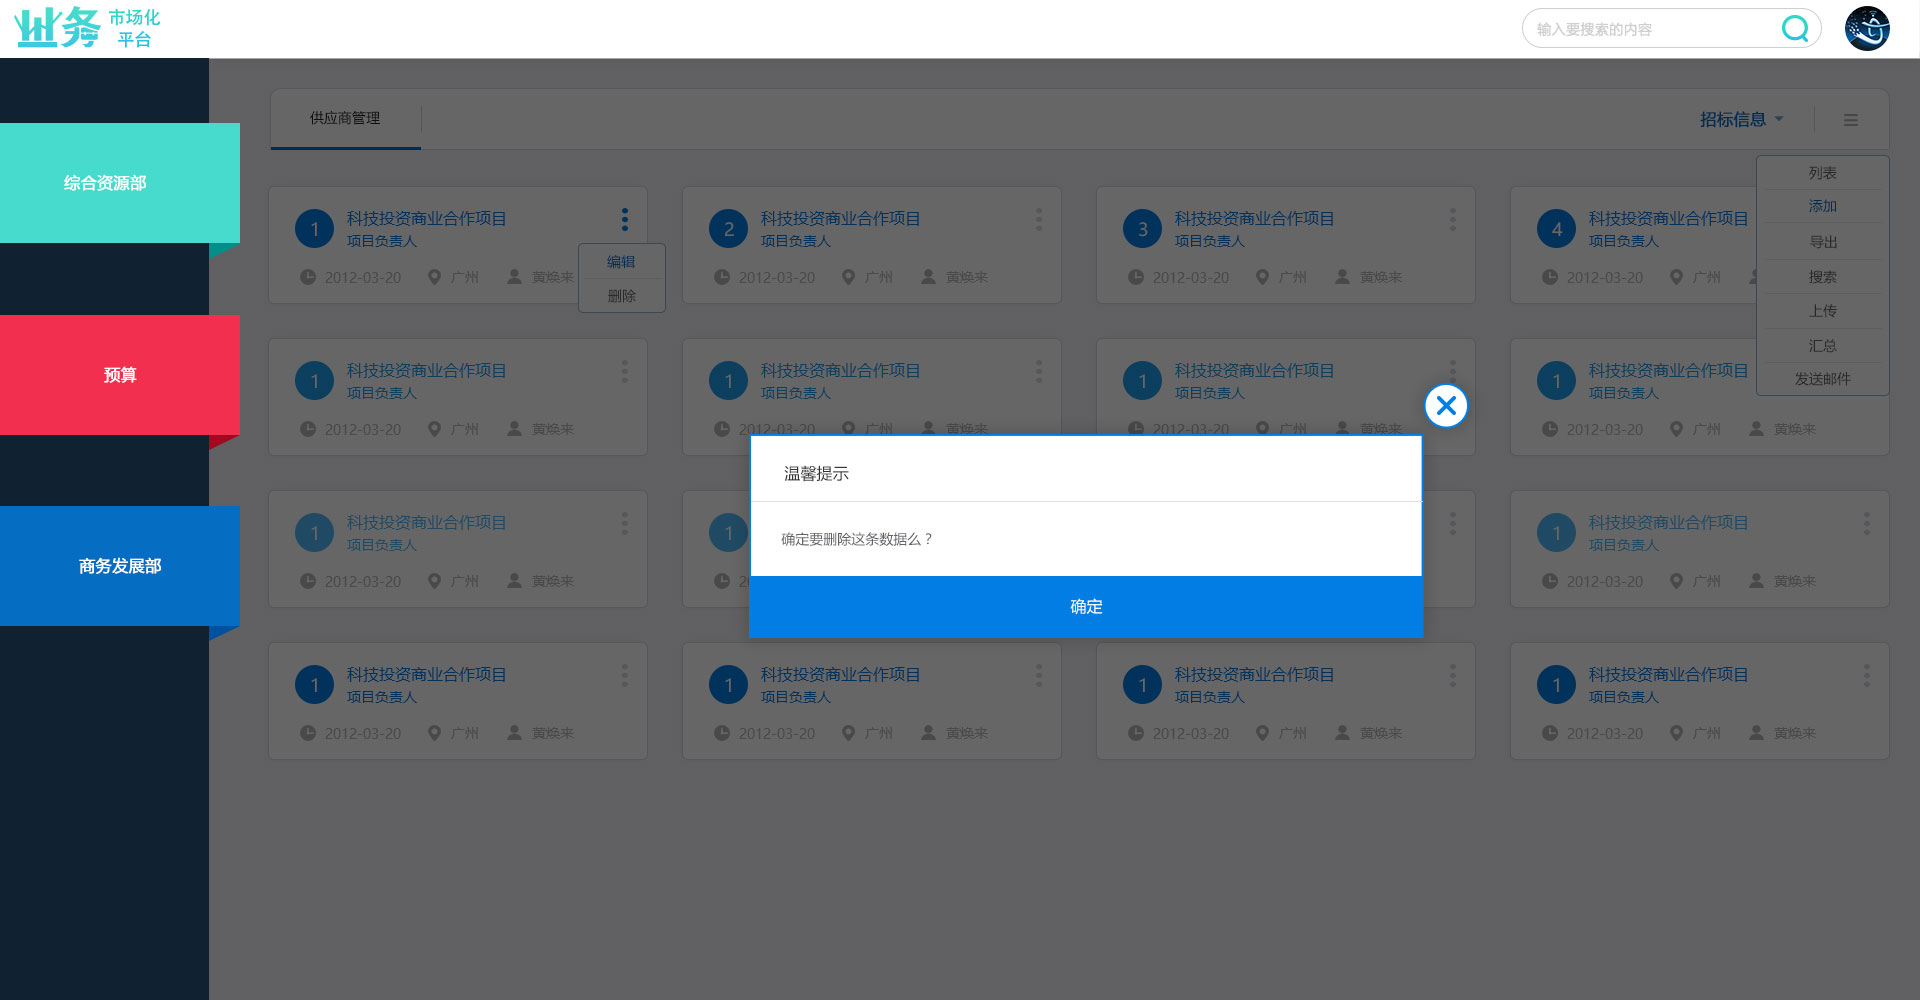 业务 市场化
平台
输入要搜索的内容
供应商管理
招标信息
综合资源部
预算
商务发展部
列表
添加
导出
搜索
上传
汇总
发送邮件
1 科技投资商业合作项目
项目负责人
2012-03-20 广州 黄焕来
编辑
删除
2 科技投资商业合作项目
项目负责人
2012-03-20 广州 黄焕来
3 科技投资商业合作项目
项目负责人
2012-03-20 广州 黄焕来
4 科技投资商业合作项目
项目负责人
2012-03-20 广州
1 科技投资商业合作项目
项目负责人
2012-03-20 广州 黄焕来
1 科技投资商业合作项目
项目负责人
2012-03-20 广州 黄焕来
1 科技投资商业合作项目
项目负责人
2012-03-20 广州 黄焕来
1 科技投资商业合作项目
项目负责人
2012-03-20 广州 黄焕来
温馨提示
确定要删除这条数据么？
确定
1 科技投资商业合作项目
项目负责人
2012-03-20 广州 黄焕来
1
2
1 科技投资商业合作项目
项目负责人
2012-03-20 广州 黄焕来
1 科技投资商业合作项目
项目负责人
2012-03-20 广州 黄焕来
1 科技投资商业合作项目
项目负责人
2012-03-20 广州 黄焕来
1 科技投资商业合作项目
项目负责人
2012-03-20 广州 黄焕来
1 科技投资商业合作项目
项目负责人
2012-03-20 广州 黄焕来